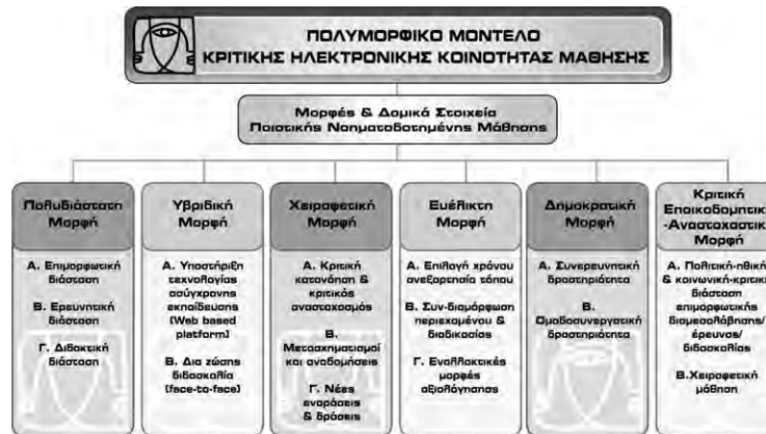 ΠΟΛΥΜΟΡΦΙΚΟ ΜΟΝΤΕΛΟ
ΚΡΙΤΙΚΗΣ ΗΛΕΚΤΡΟΝΙΚΗΣ ΚΟΙΝΟΤΗΤΑΣ ΜΑΘΗΣΗΣ
Μορφές & Δομικά Στοιχεία
Ποιοτικής Νοηματοδοτημένης Μάθησης
Πολυδιάστατη
Μορφή
Α. Επιμορφωτική
διάσταση
Β. Ερευνητική
διάσταση
Γ. Διδακτική
διάσταση
Υβριδική
Μορφή
Α. Υποστήριξη
τεχνολογίας
ασύγχρονης
εκπαίδευσης
(Web based
platform)
Β. Δια ζώσης
διδασκαλία
(face-to-face)
Χειραφετική
Μορφή
Α. Κριτική
κατανόηση &
κριτικός
αναστοχασμός
Β.
Μετασχηματισμοί
και αναδομήσεις
Γ. Νέες
ενοράσεις
& δράσεις
Ευέλικτη
Μορφή
Α. Επιλογή χρόνου
ανεξαρτησία τόπου
Β. Συν-διαμόρφωση
περιεχομένου &
διαδικασίας
Γ. Εναλλακτικές
μορφές
αξιολόγησης
Δημοκρατική
Μορφή
Α. Συνερευνητική
δραστηριότητα
Β.
Ομαδοσυνεργατική
δραστηριότητα
Κριτική
Εποικοδομητική
-Αναστοχαστική
Μορφή
Α. Πολιτική-ηθική
& κοινωνική-κριτική
διάσταση
επιμορφωτικής
διαμεσολάβησης/
έρευνας/
διδασκαλίας
Β.Χειραφετική
μάθηση